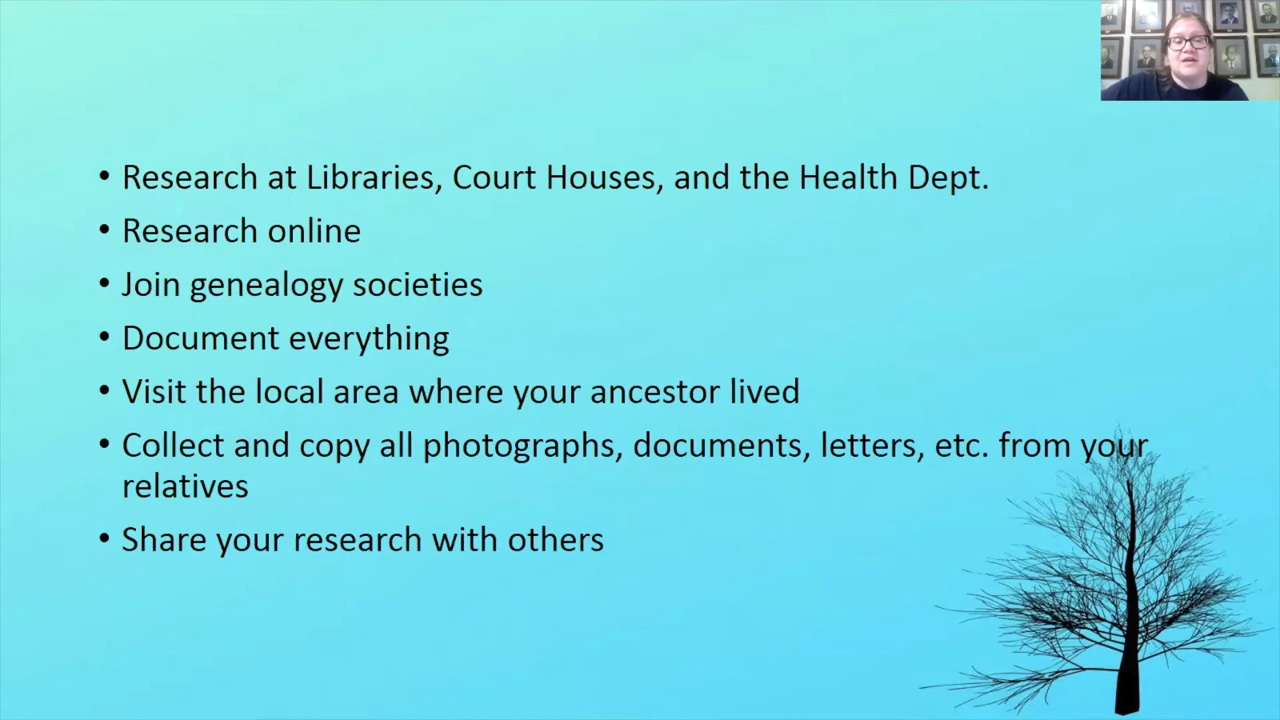 • Research at Libraries, Court Houses, and the Health Dept.
• Research online
• Join genealogy societies
• Document everything
• Visit the local area where your ancestor lived
• Collect and copy all photographs, documents, letters, etc. from your
relatives
• Share your research with others